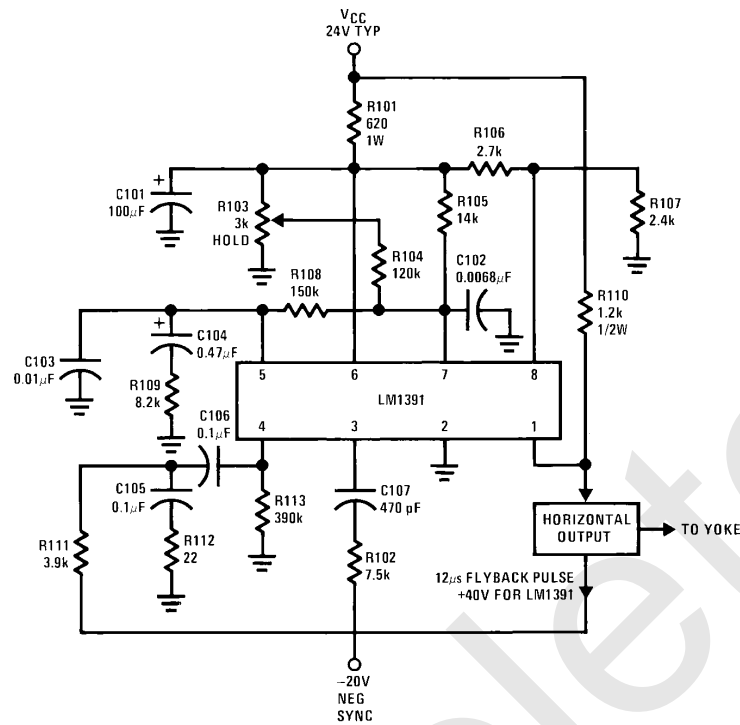 VCC
24V TYP
R101
620
1W
R106
2.7k
C101
100μF
+
R103
3k
HOLD
R105
14k
R107
2.4k
R104
120k
C102
0.0068μF
R108
150k
R110
1.2k
1/2W
+
C104
0.47μF
C103
0.01μF
R109
8.2k
5 6 7 8
LM1391
4 3 2 1
C106
0.1μF
C105
0.1μF
R113
390k
C107
470 pF
HORIZONTAL
OUTPUT
TO YOKE
R111
3.9k
R112
22
R102
7.5k
12μs FLYBACK PULSE
+40V FOR LM1391
−20V
NEG
SYNC